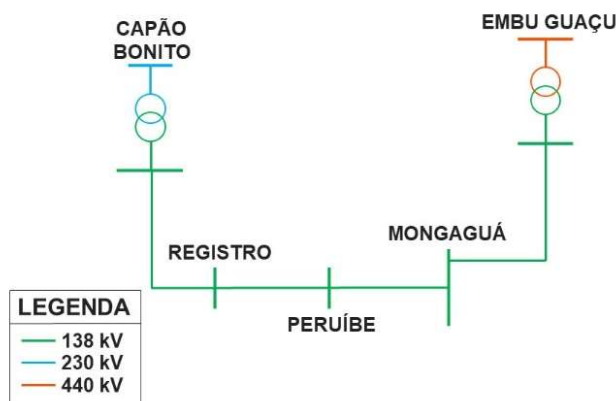 CAPÃO
BONITO
EMBU GUAÇU
MONGAGUÁ
REGISTRO
PERUÍBE
LEGENDA
138 kV
230 kV
440 kV